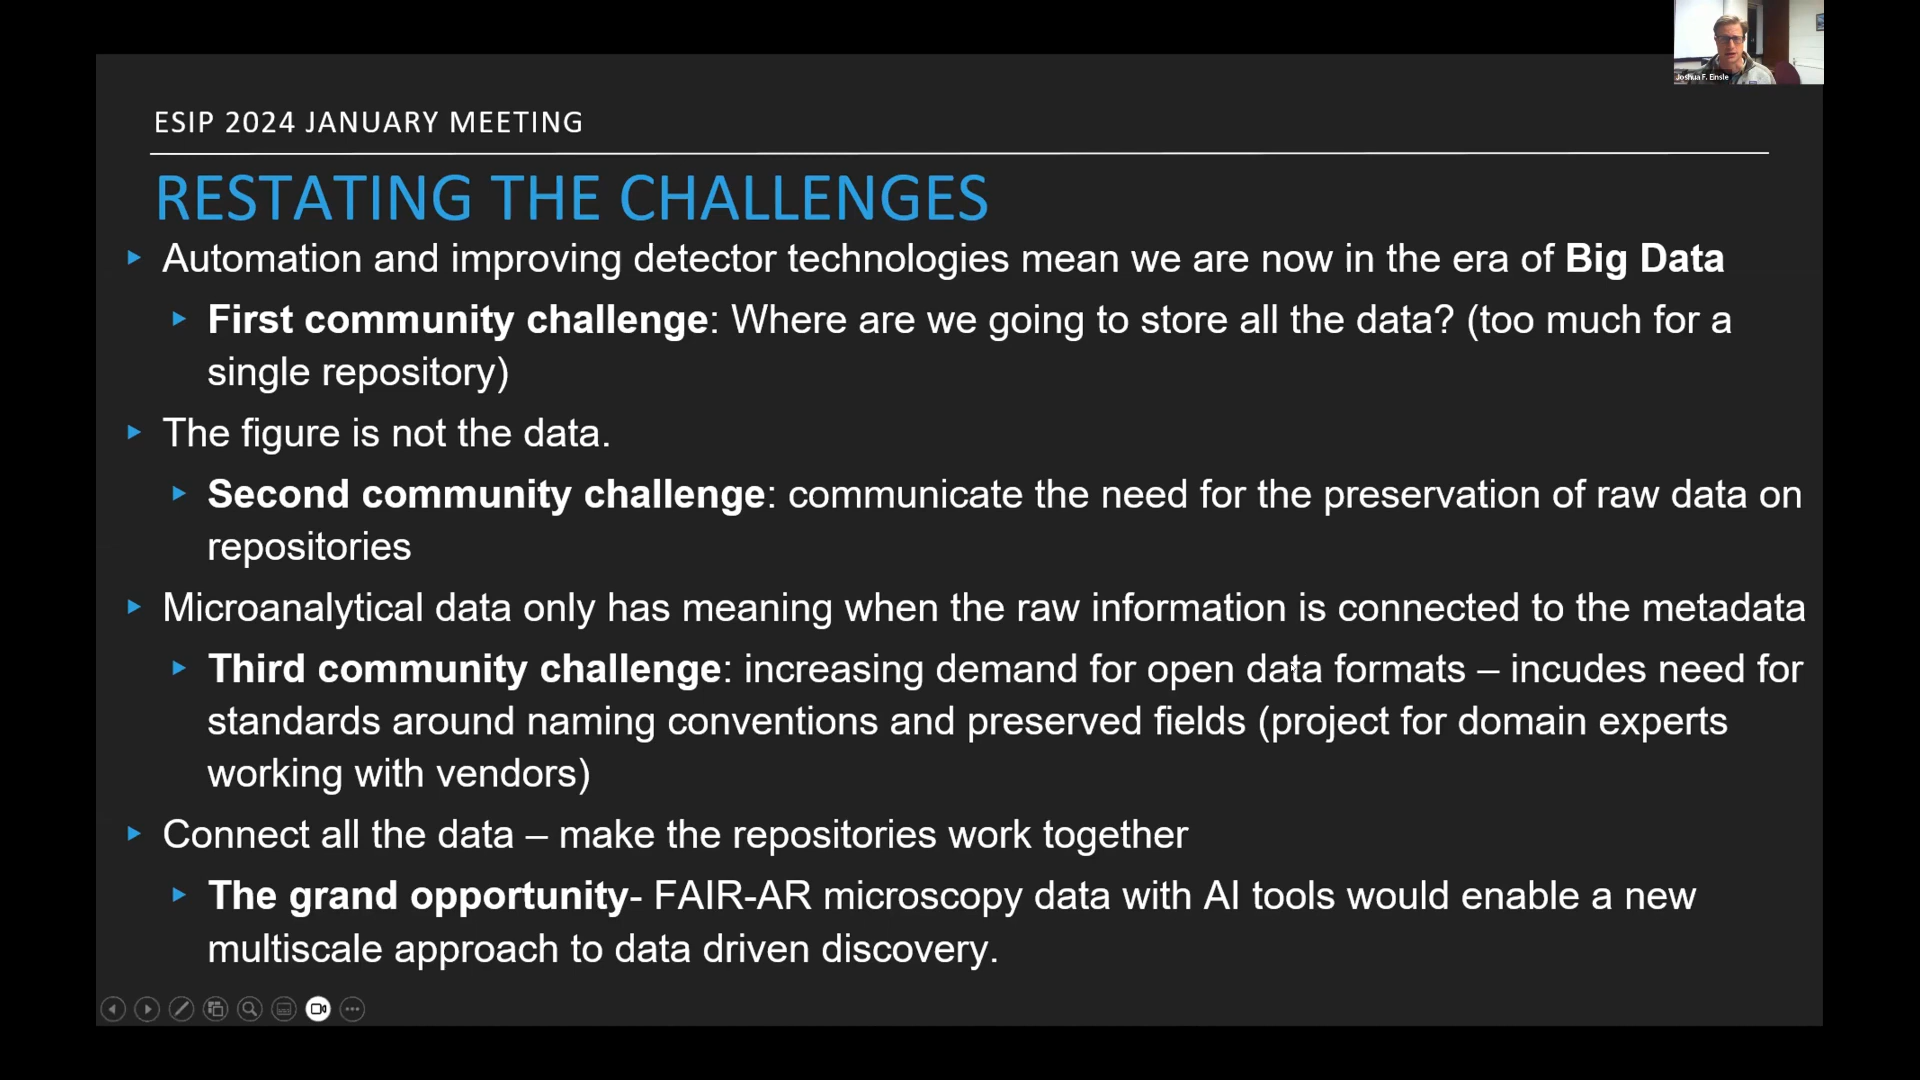 Joshua F. Einsle
ESIP 2024 JANUARY MEETING
RESTATING THE CHALLENGES
Automation and improving detector technologies mean we are now in the era of Big Data
First community challenge: Where are we going to store all the data? (too much for a
single repository)
The figure is not the data.
Second community challenge: communicate the need for the preservation of raw data on
repositories
Microanalytical data only has meaning when the raw information is connected to the metadata
Third community challenge: increasing demand for open data formats – incudes need for
standards around naming conventions and preserved fields (project for domain experts
working with vendors)
Connect all the data – make the repositories work together
The grand opportunity- FAIR-AR microscopy data with AI tools would enable a new
multiscale approach to data driven discovery.